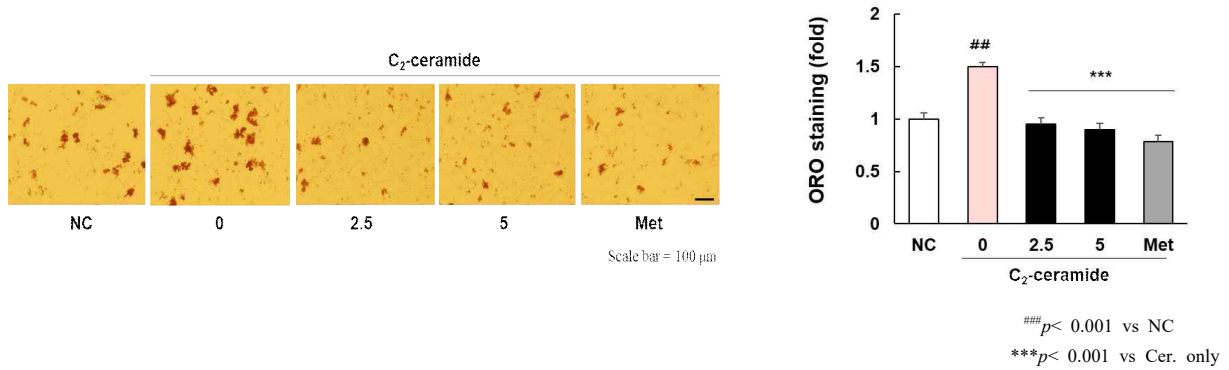 C₂-ceramide
NC 0 2.5 5 Met
Scale bar = 100 μm
ORO staining (fold)
2
1.5
1
0.5
0
##
***
NC 0 2.5 5 Met
C₂-ceramide
###p< 0.001 vs NC
***p< 0.001 vs Cer. only